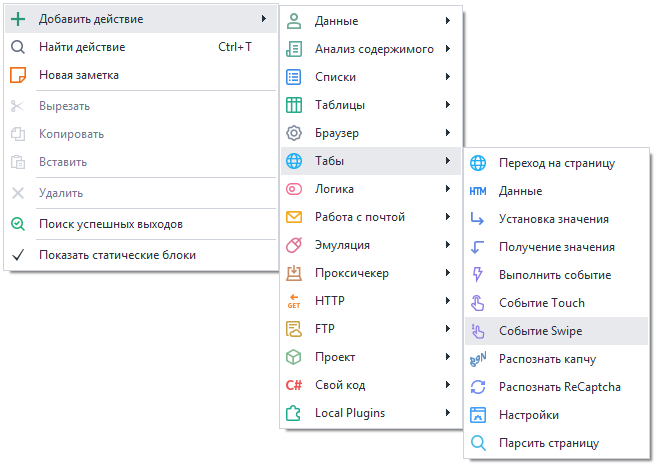 Добавить действие
Найти действие Ctrl+T
Новая заметка
Вырезать
Копировать
Вставить
Удалить
Поиск успешных выходов
Показать статические блоки
Данные
Анализ содержимого
Списки
Таблицы
Браузер
Табы
Логика
Работа с почтой
Эмуляция
Проксичекер
GET HTTP
FTP
Проект
C# Свой код
Local Plugins
Переход на страницу
HTM Данные
Установка значения
Получение значения
Выполнить событие
Событие Touch
Событие Swipe
Распознать капчу
Распознать ReCaptcha
Настройки
Парсить страницу